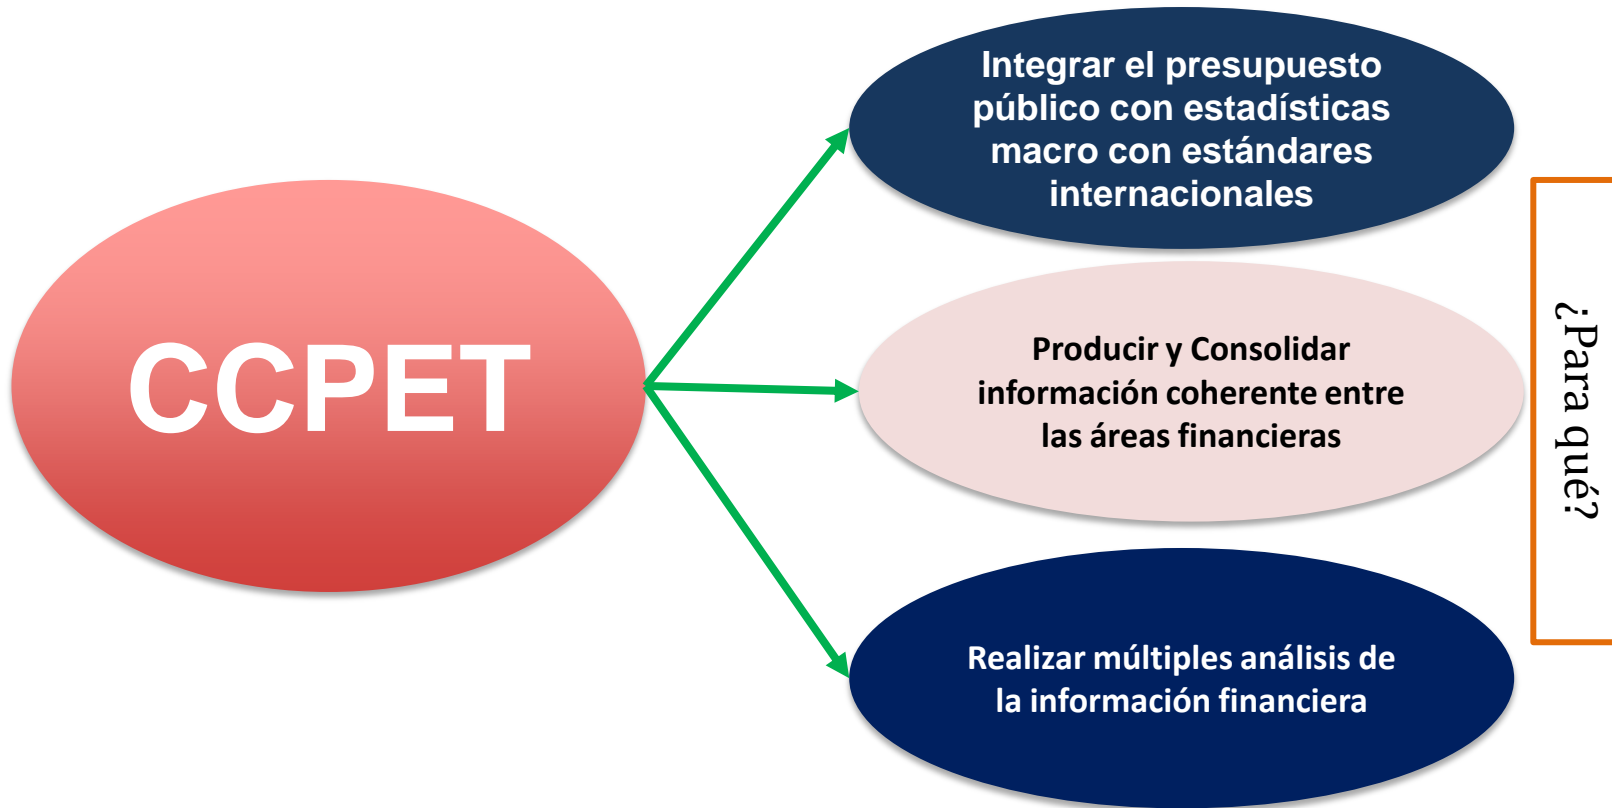 CCPET
Integrar el presupuesto
público con estadísticas
macro con estándares
internacionales
Producir y Consolidar
información coherente entre
las áreas financieras
Realizar múltiples análisis de
la información financiera
¿Para qué?